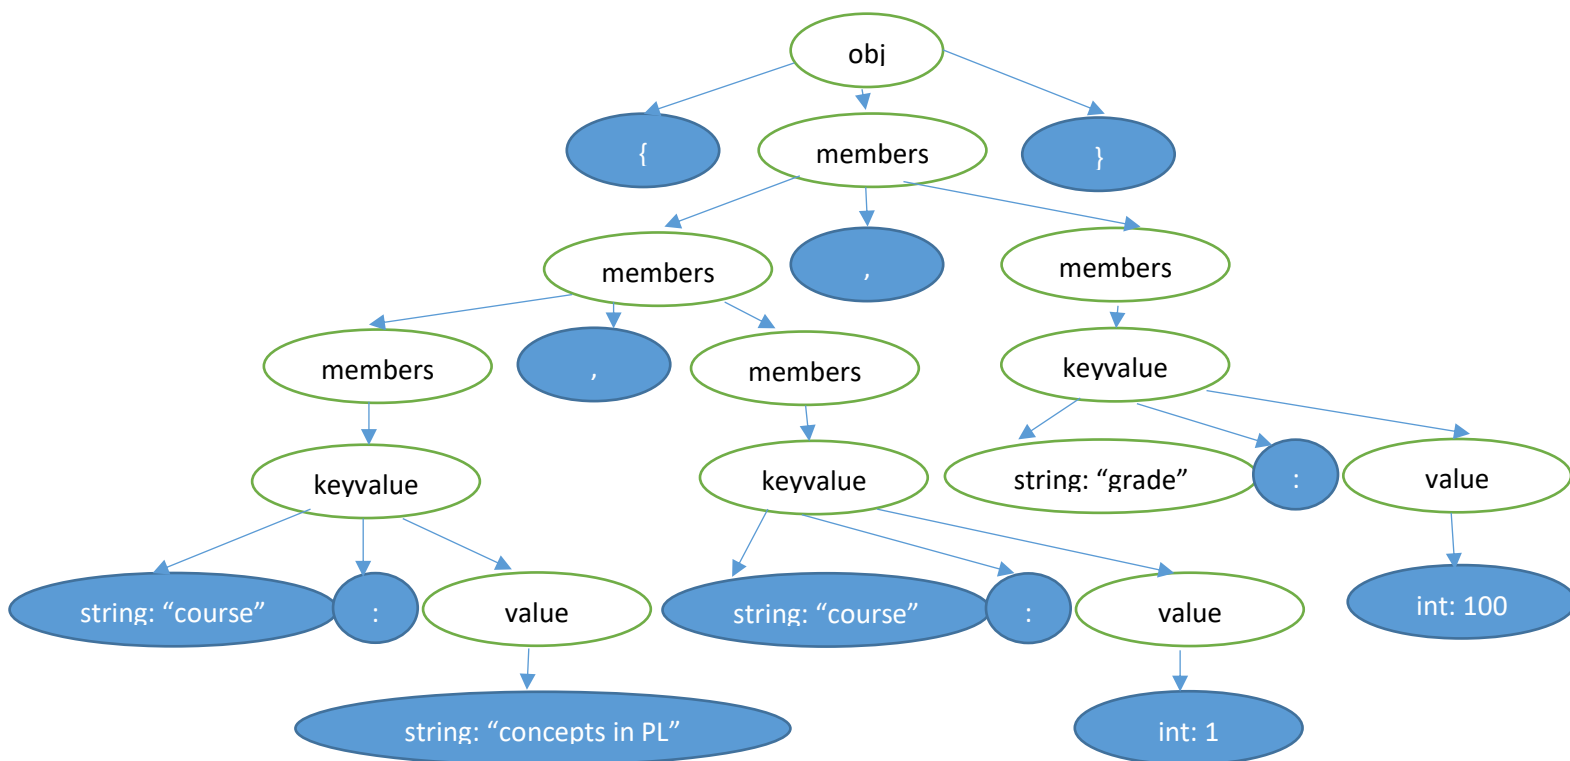 obj
{
members
}
members
,
members
members
,
members
keyvalue
keyvalue
keyvalue
string: “grade”
:
value
string: “course”
:
value
string: “course”
:
value
int: 100
string: “concepts in PL”
int: 1